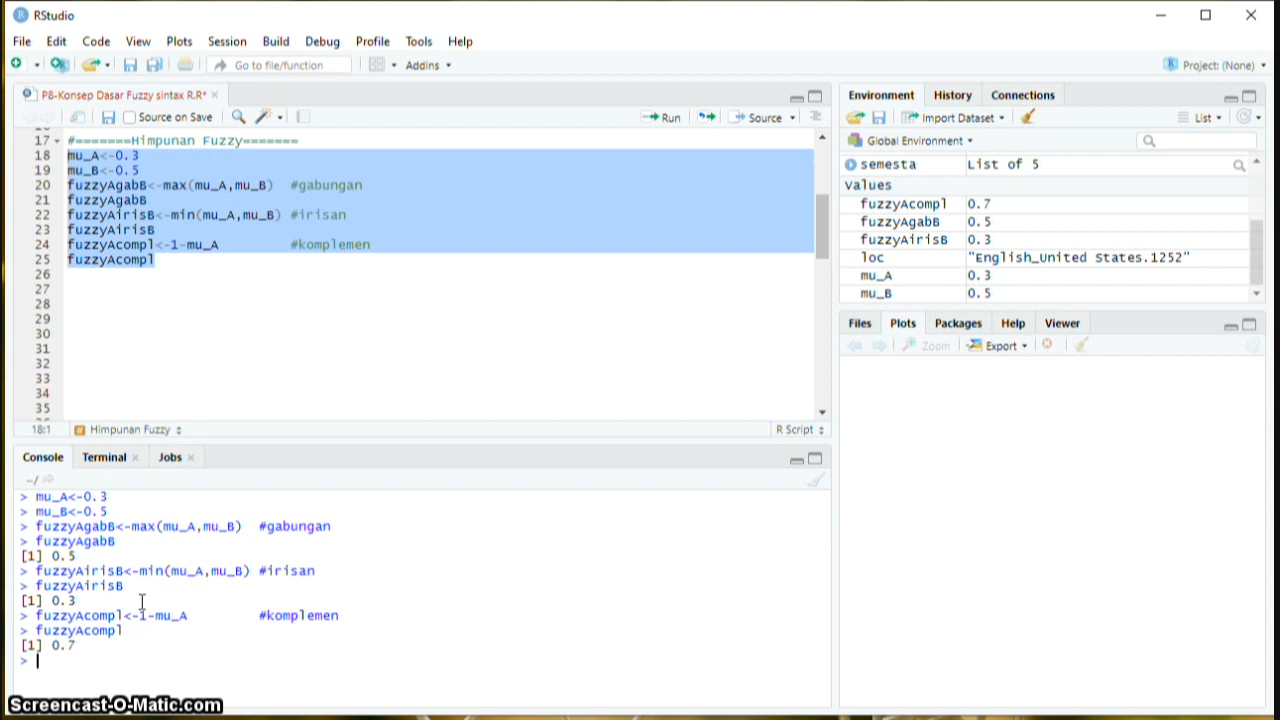 RStudio
File Edit Code View Plots Session Build Debug Profile Tools Help
Go to file/function Addins Project: (None)
P8-Konsep Dasar Fuzzy sintax R.R*
Source on Save Run Source
17 #=======Himpunan Fuzzy=======
18 mu_A<-0.3
19 mu_B<-0.5
20 fuzzyAgabB<-max(mu_A,mu_B) #gabungan
21 fuzzyAgabB
22 fuzzyAirisB<-min(mu_A,mu_B) #irisan
23 fuzzyAirisB
24 fuzzyAcompl<-1-mu_A #komplemen
25 fuzzyAcompl
26
27
28
29
30
31
32
33
34
35
18:1 Himpunan Fuzzy R Script
Console Terminal Jobs
~/
> mu_A<-0.3
> mu_B<-0.5
> fuzzyAgabB<-max(mu_A,mu_B) #gabungan
> fuzzyAgabB
[1] 0.5
> fuzzyAirisB<-min(mu_A,mu_B) #irisan
> fuzzyAirisB
[1] 0.3
> fuzzyAcompl<-1-mu_A #komplemen
> fuzzyAcompl
[1] 0.7
>
Environment History Connections
Import Dataset List
Global Environment
semesta List of 5
values
fuzzyAcompl 0.7
fuzzyAgabB 0.5
fuzzyAirisB 0.3
loc "English_United States.1252"
mu_A 0.3
mu_B 0.5
Files Plots Packages Help Viewer
Zoom Export
Screencast-O-Matic.com